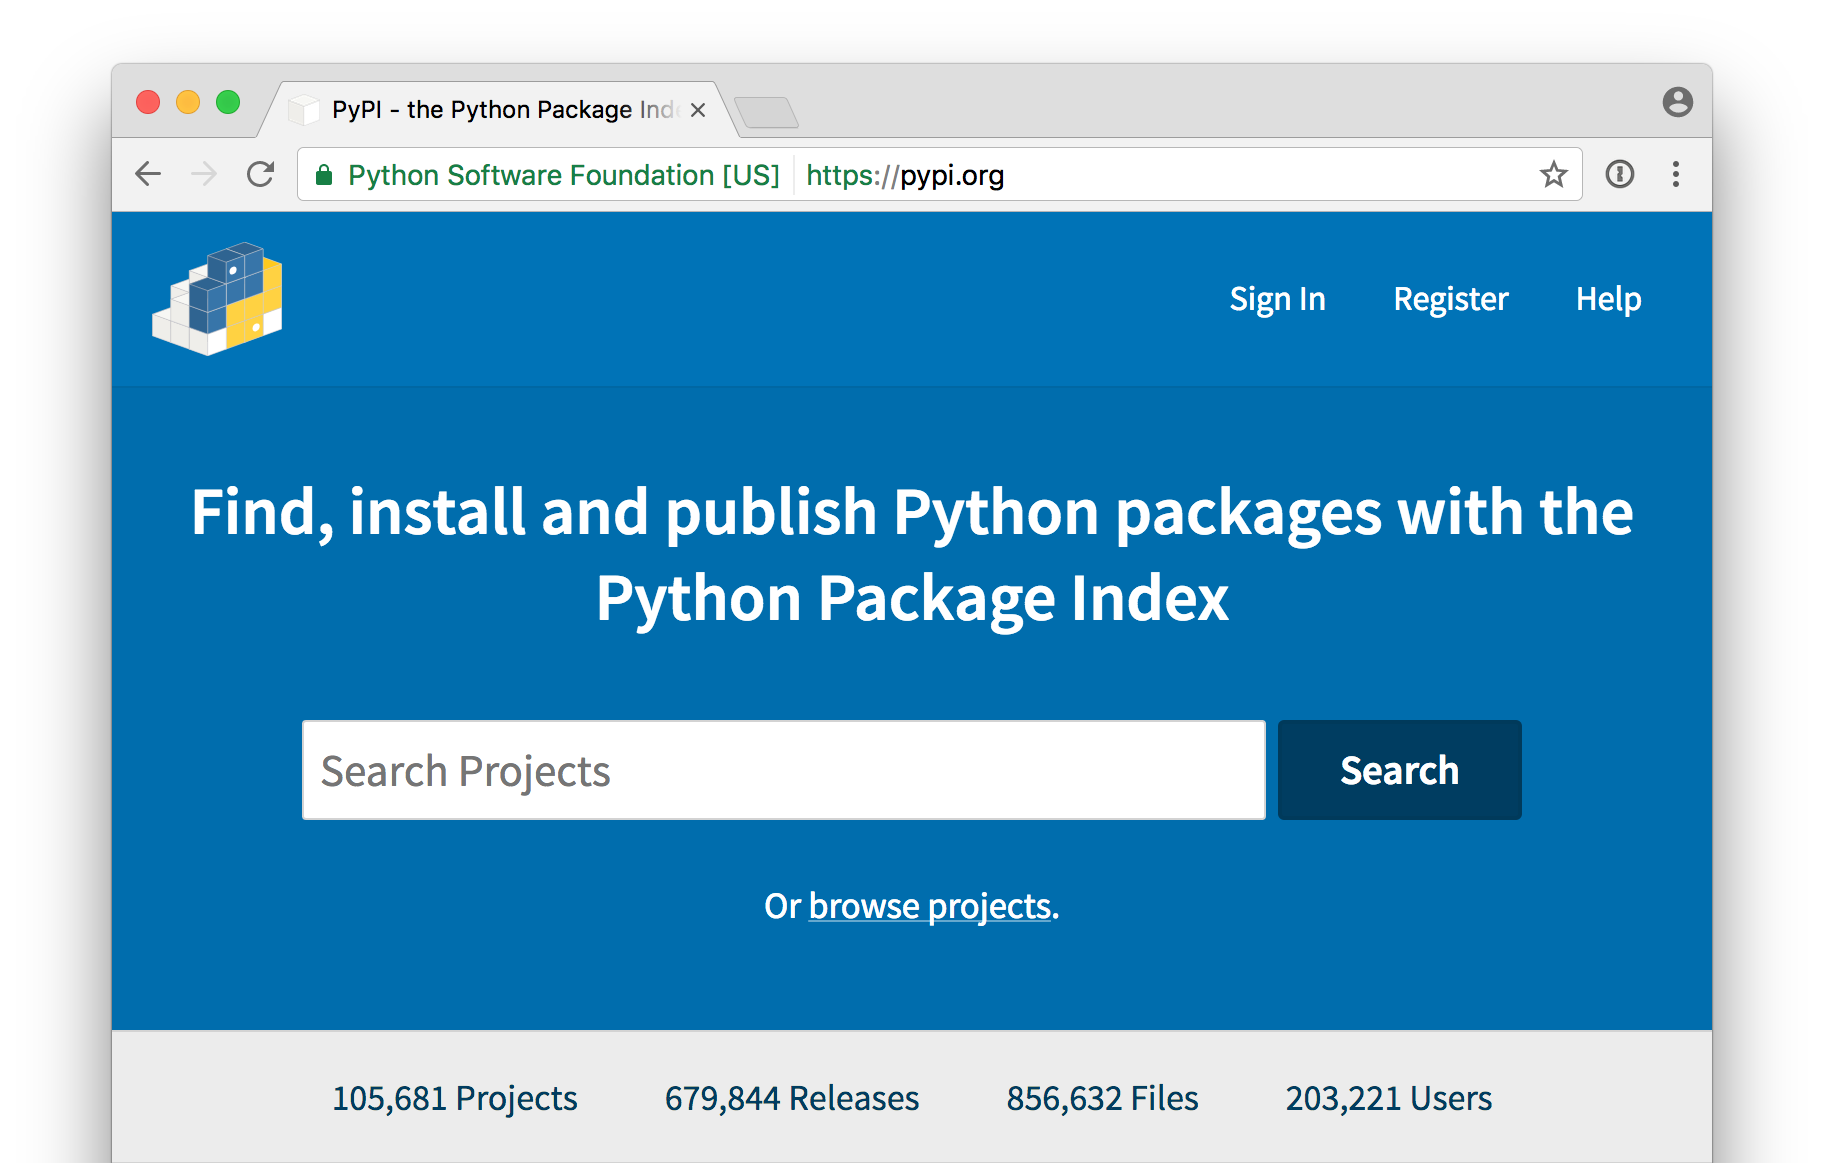 PyPI - the Python Package Ind
Python Software Foundation [US] https://pypi.org
Sign In Register Help
Find, install and publish Python packages with the
Python Package Index
Search Projects Search
Or browse projects.
105,681 Projects 679,844 Releases 856,632 Files 203,221 Users